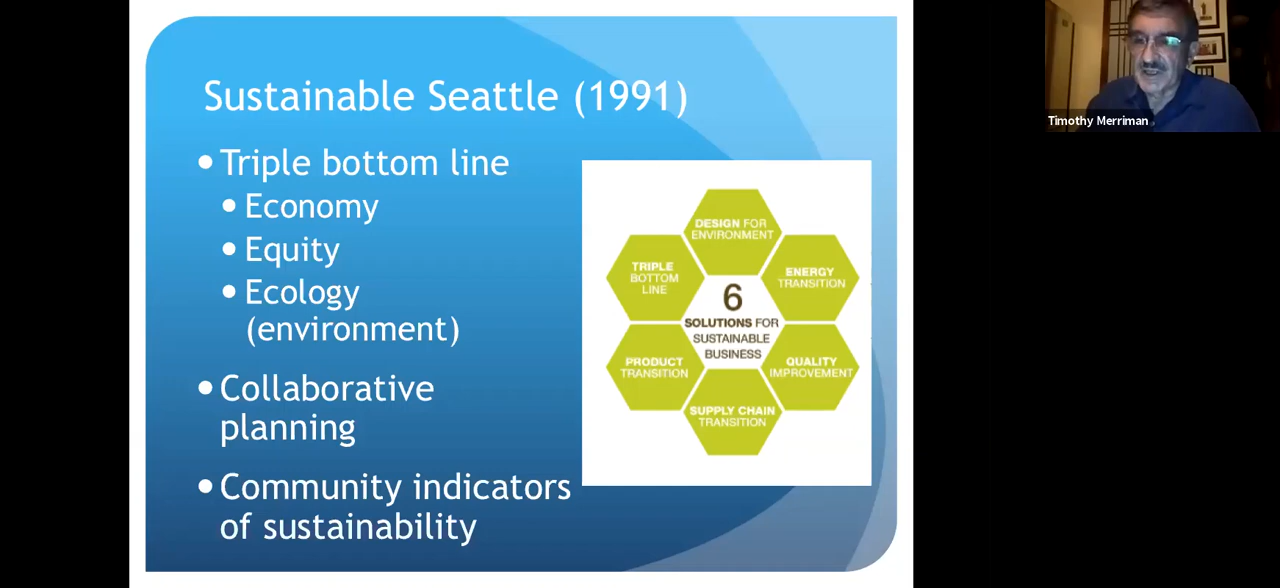 Sustainable Seattle (1991)
• Triple bottom line
• Economy
• Equity
• Ecology
(environment)
• Collaborative
planning
• Community indicators
of sustainability
DESIGN FOR
ENVIRONMENT
TRIPLE
BOTTOM
LINE
ENERGY
TRANSITION
6
SOLUTIONS FOR
SUSTAINABLE
BUSINESS
PRODUCT
TRANSITION
QUALITY
IMPROVEMENT
SUPPLY CHAIN
TRANSITION
Timothy Merriman